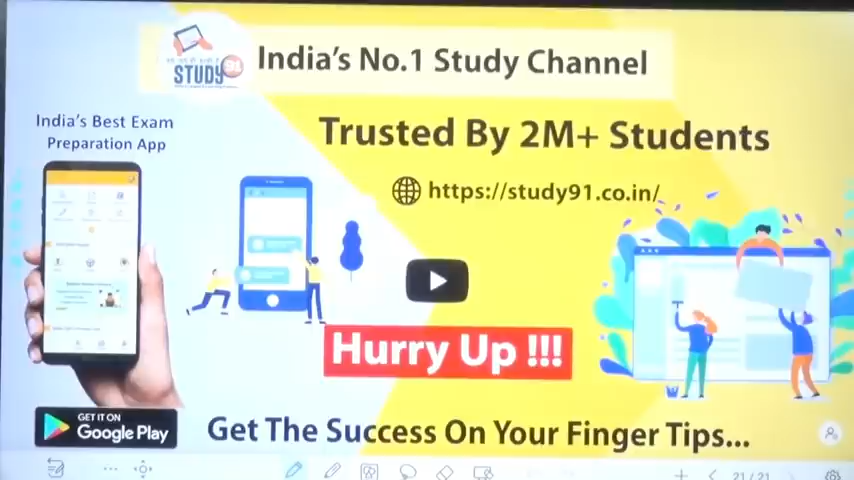 STUDY 91
India's No.1 Study Channel
India's Best Exam
Preparation App
Trusted By 2M+ Students
https://study91.co.in/
Hurry Up !!!
GET IT ON
Google Play
Get The Success On Your Finger Tips...
21/21